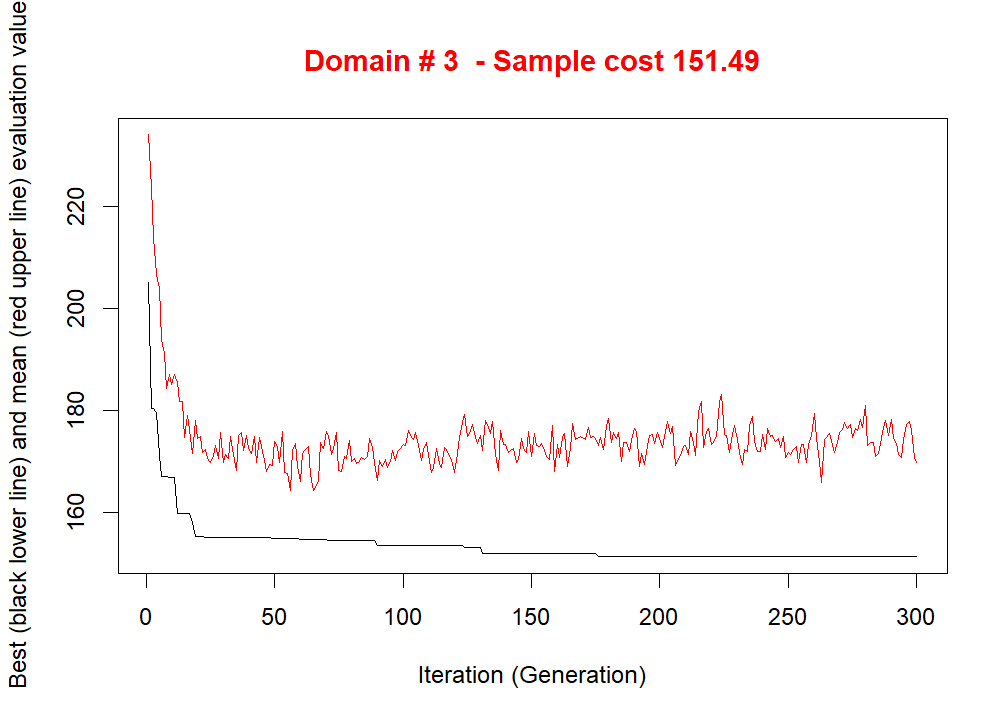 Domain # 3  - Sample cost 151.49
Best (black lower line) and mean (red upper line) evaluation value
220
200
180
160
0 50 100 150 200 250 300
Iteration (Generation)